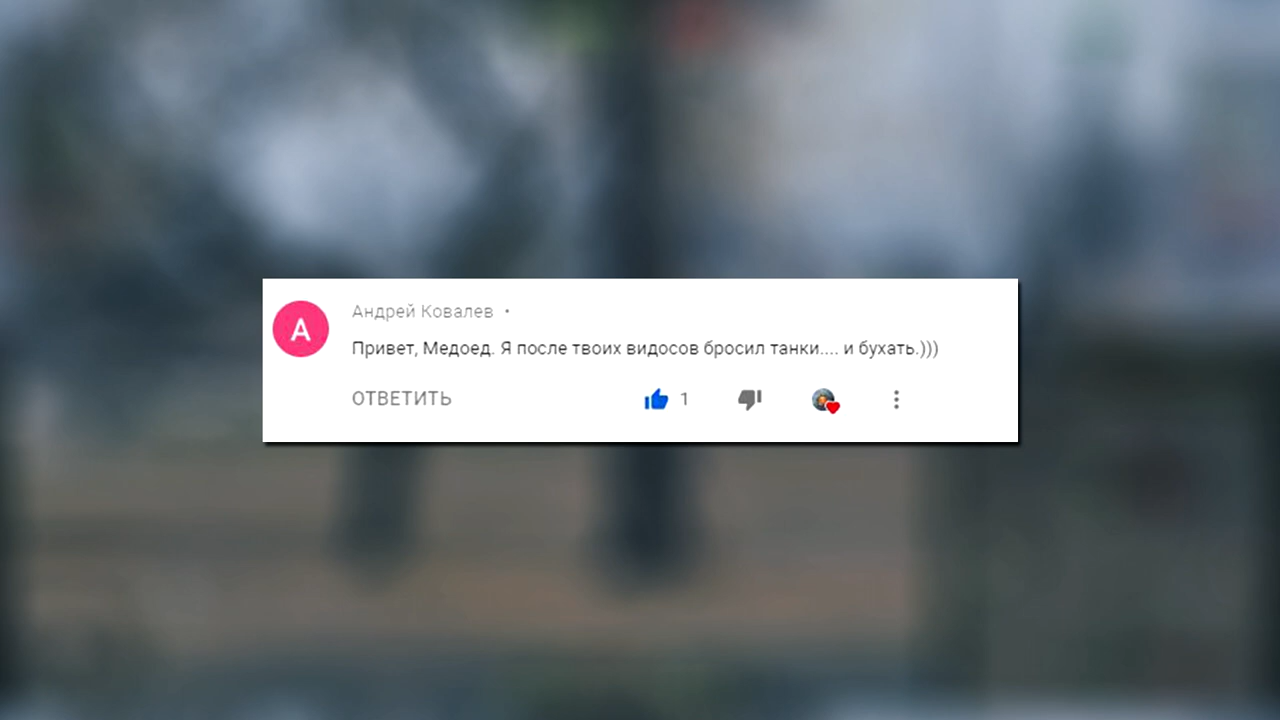 А
Андрей Ковалев •
Привет, Медоед. Я после твоих видосов бросил танки.... и бухать.)))
ОТВЕТИТЬ
1